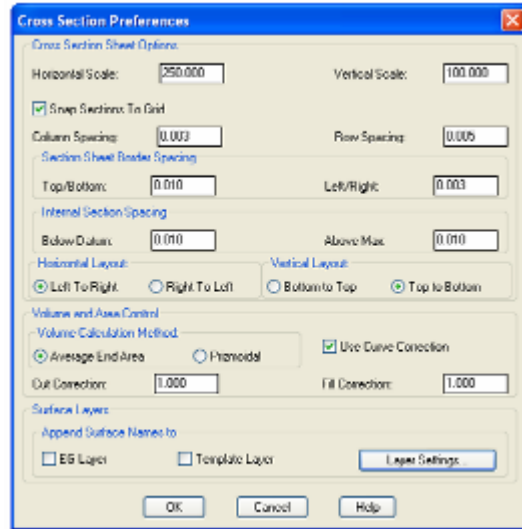 Cross Section Preferences
Cross Section Sheet Options
Horizontal Scale: 250.000 Vertical Scale: 100.000
Snap Sections To Grid
Column Spacing: 0.003 Row Spacing: 0.005
Section Sheet Border Spacing
Top/Bottom: 0.010 Left/Right: 0.003
Internal Section Spacing
Below Datum: 0.010 Above Max: 0.010
Horizontal Layout: Vertical Layout:
Left To Right Right To Left Bottom to Top Top to Bottom
Volume and Area Control
Volume Calculation Method:
Average End Area Prizmoidal Use Curve Correction
Cut Correction: 1.000 Fill Correction: 1.000
Surface Layers
Append Surface Names to
EG Layer Template Layer Layer Settings...
OK Cancel Help